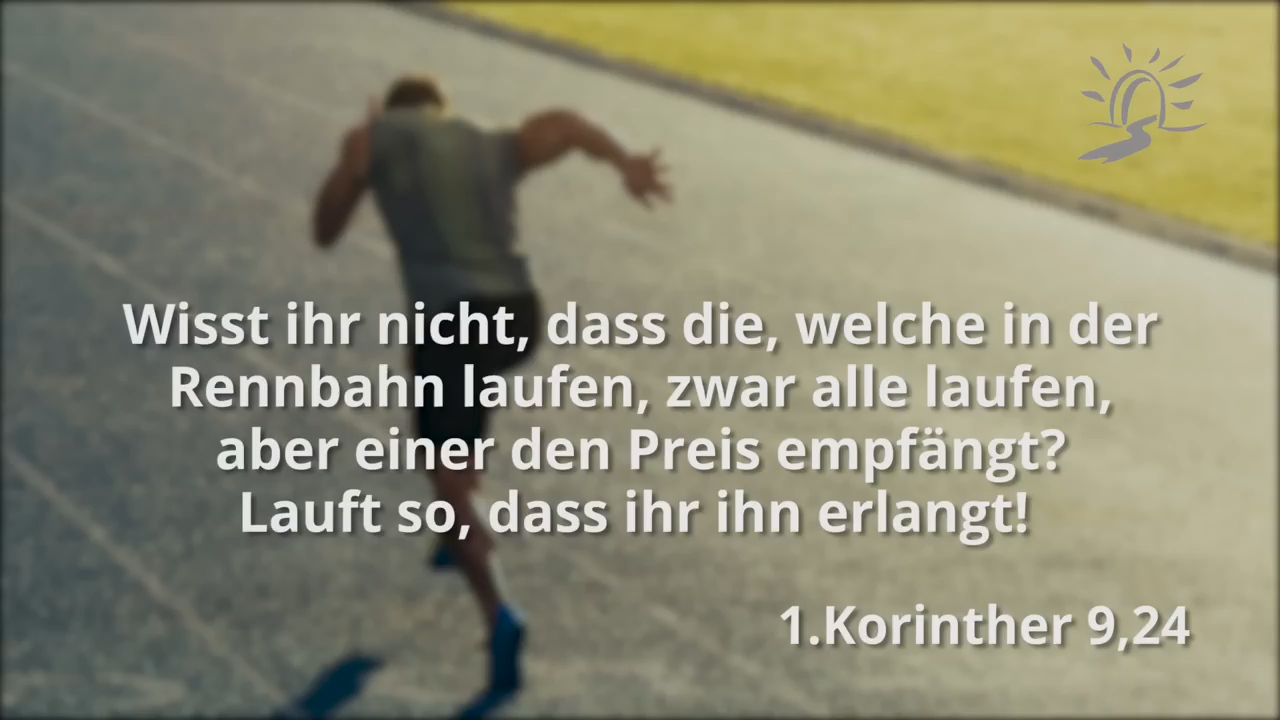 Wisst ihr nicht, dass die, welche in der
Rennbahn laufen, zwar alle laufen,
aber einer den Preis empfängt?
Lauft so, dass ihr ihn erlangt!
1.Korinther 9,24